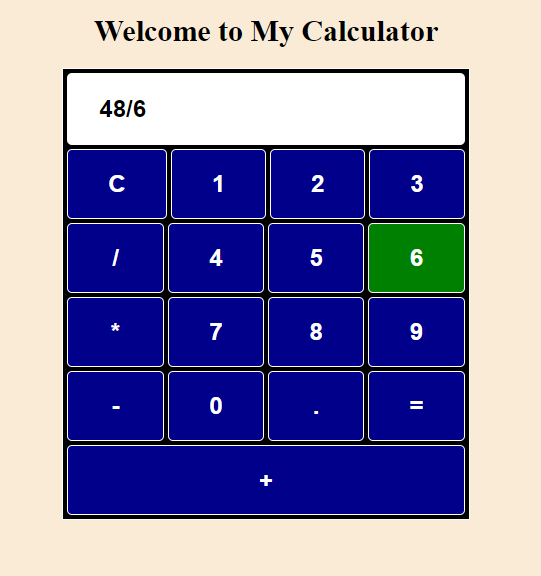 Welcome to My Calculator
48/6
C 1 2 3
/ 4 5 6
* 7 8 9
- 0 . =
+